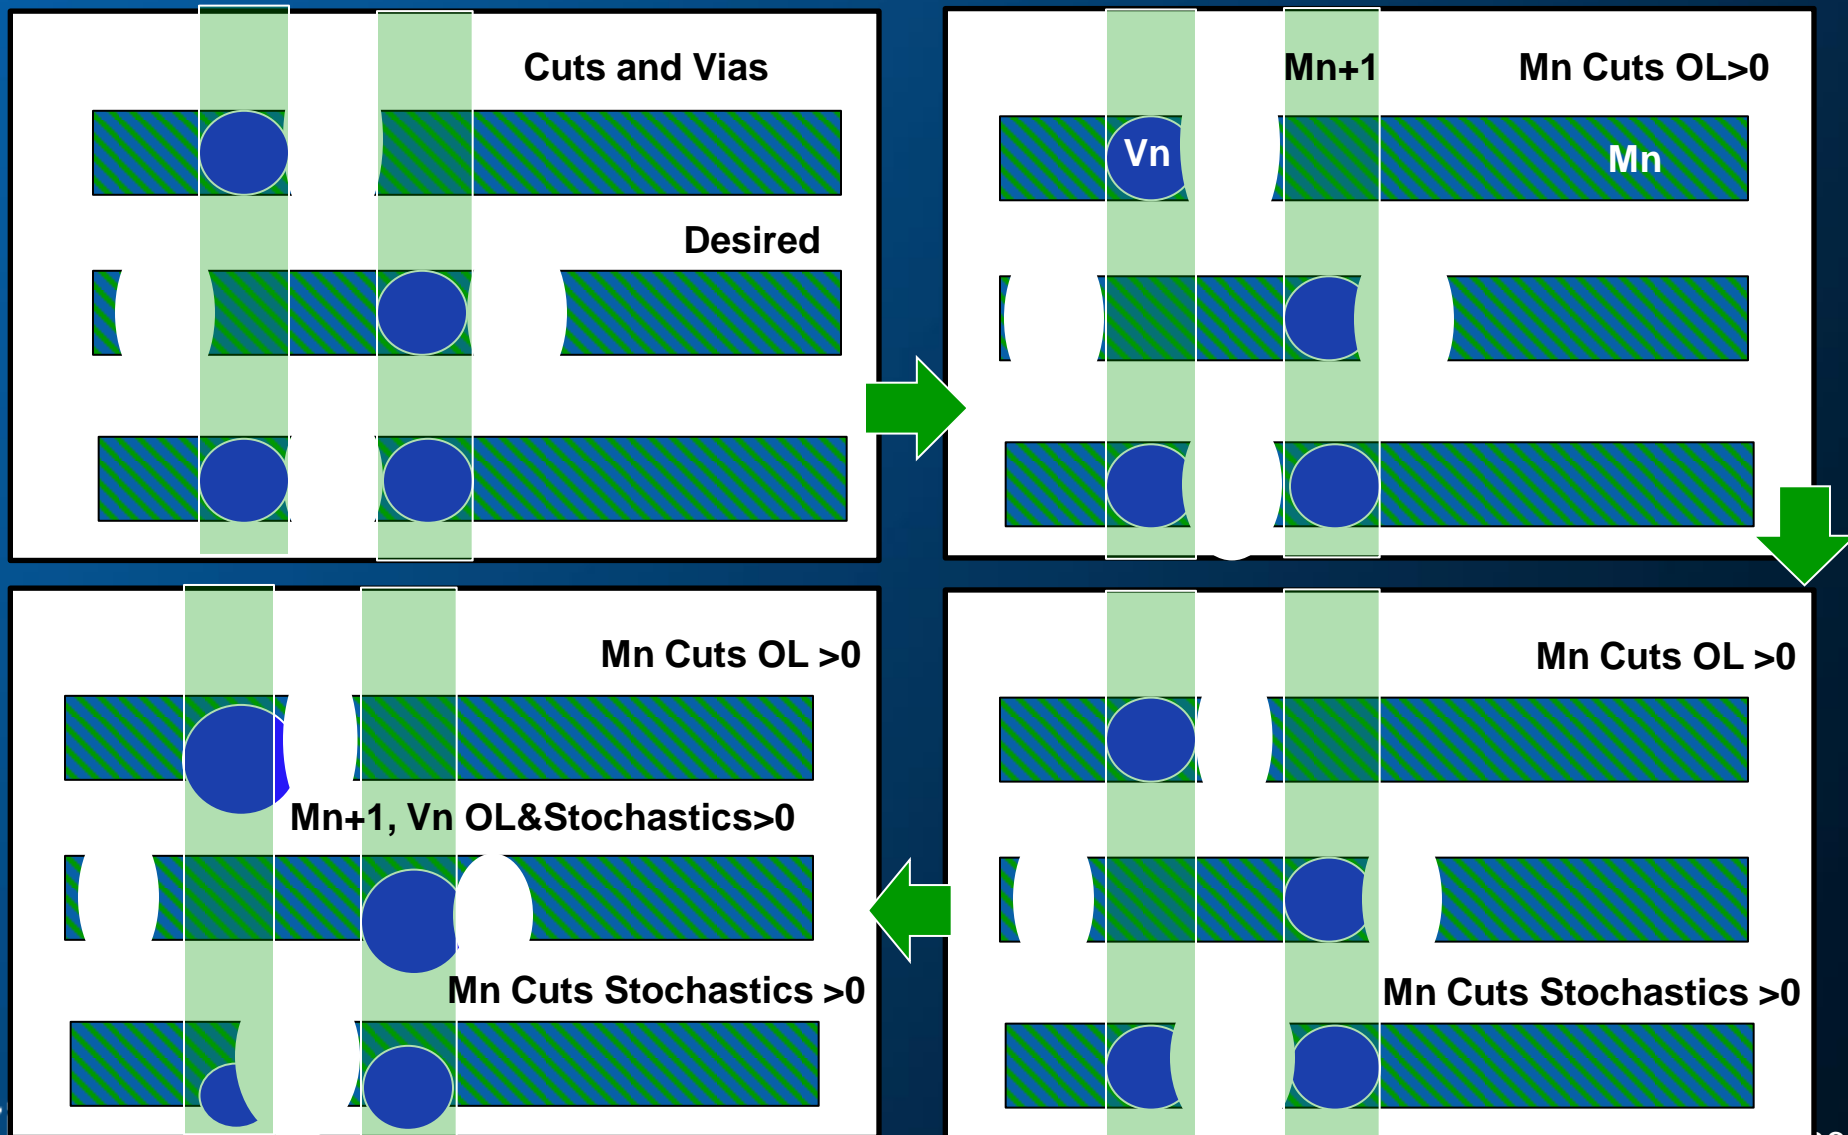 Cuts and Vias
Desired
Mn+1
Mn Cuts OL>0
Vn
Mn
Mn Cuts OL >0
Mn+1, Vn OL&Stochastics>0
Mn Cuts Stochastics >0
Mn Cuts OL >0
Mn Cuts Stochastics >0